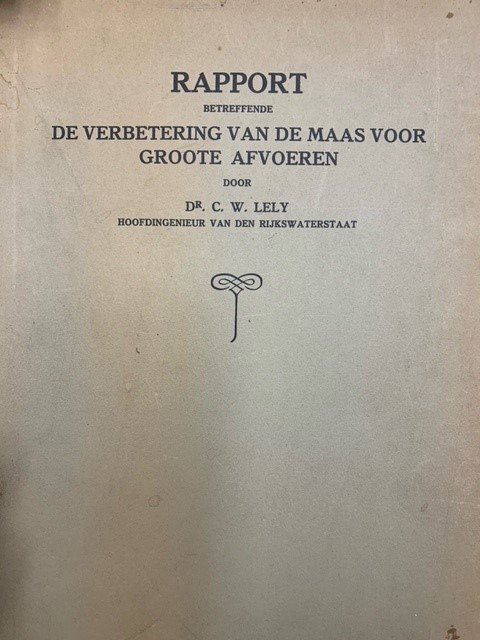 RAPPORT
BETREFFENDE
DE VERBETERING VAN DE MAAS VOOR
GROOTE AFVOEREN
DOOR
DR. C. W. LELY
HOOFDINGENIEUR VAN DEN RIJKSWATERSTAAT